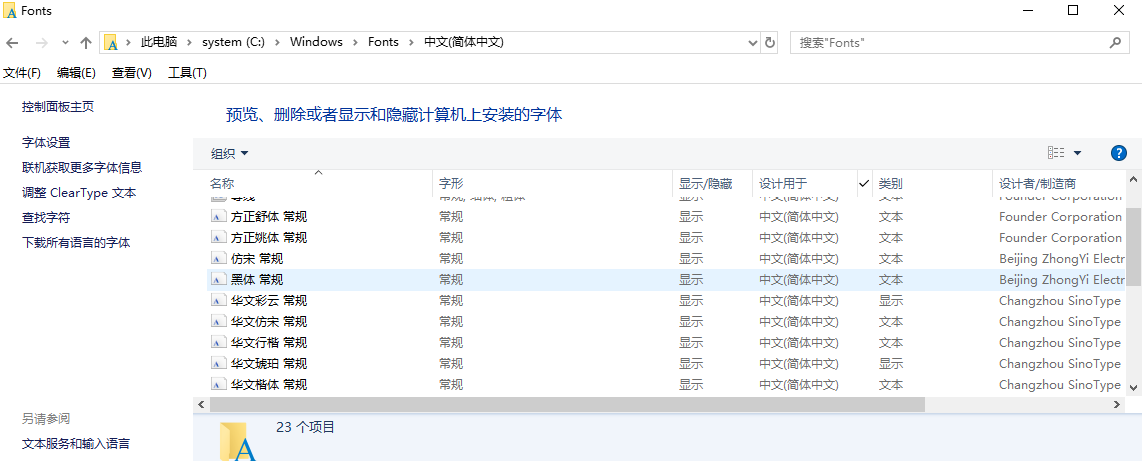 Fonts
此电脑 > system (C:) > Windows > Fonts > 中文(简体中文)
搜索"Fonts"
文件(F) 编辑(E) 查看(V) 工具(T)
控制面板主页
字体设置
联机获取更多字体信息
调整 ClearType 文本
查找字符
下载所有语言的字体
另请参阅
文本服务和输入语言
预览、删除或者显示和隐藏计算机上安装的字体
组织
名称 字形 显示/隐藏 设计用于 类别 设计者/制造商
方正舒体 常规 常规 显示 中文(简体中文) 文本 Founder Corporation
方正姚体 常规 常规 显示 中文(简体中文) 文本 Founder Corporation
仿宋 常规 常规 显示 中文(简体中文) 文本 Beijing ZhongYi Electr
黑体 常规 常规 显示 中文(简体中文) 文本 Beijing ZhongYi Electr
华文彩云 常规 常规 显示 中文(简体中文) 显示 Changzhou SinoType
华文仿宋 常规 常规 显示 中文(简体中文) 文本 Changzhou SinoType
华文行楷 常规 常规 显示 中文(简体中文) 文本 Changzhou SinoType
华文琥珀 常规 常规 显示 中文(简体中文) 显示 Changzhou SinoType
华文楷体 常规 常规 显示 中文(简体中文) 文本 Changzhou SinoType
23 个项目